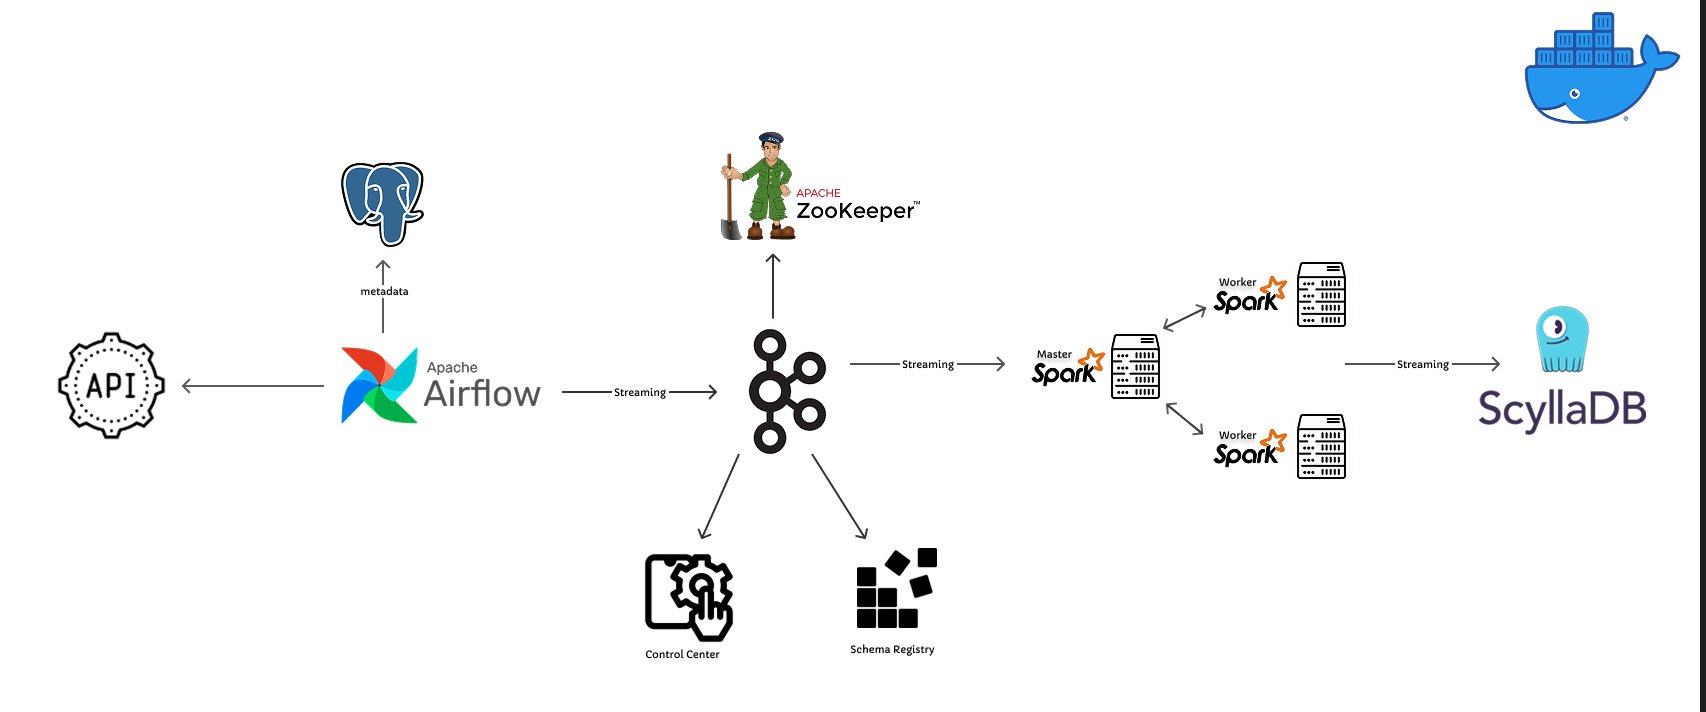 ZOO
APACHE
ZooKeeper™
metadata
API
Apache
Airflow
Streaming
Streaming
Master
Spark
Worker
Spark
Worker
Spark
Streaming
ScyllaDB
Control Center
Schema Registry
®